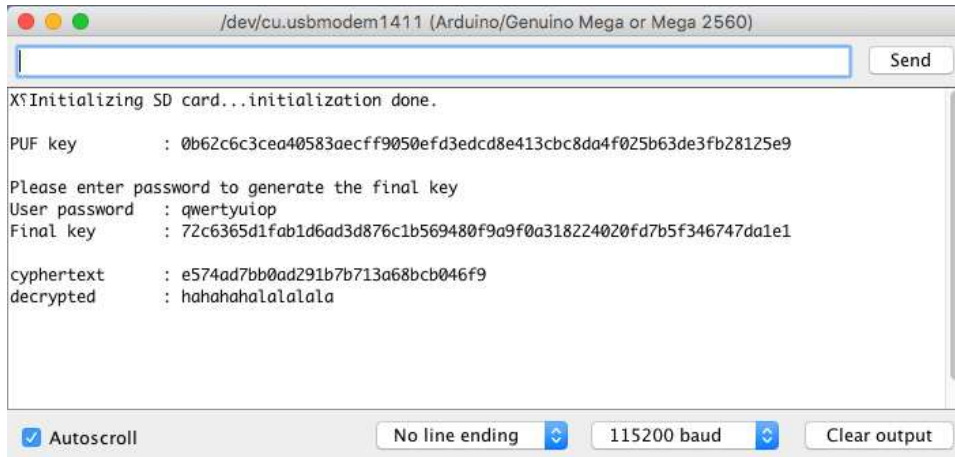 /dev/cu.usbmodem1411 (Arduino/Genuino Mega or Mega 2560)
Send
X⸮Initializing SD card...initialization done.
PUF key : 0b62c6c3cea40583aecff9050efd3edcd8e413cbc8da4f025b63de3fb28125e9
Please enter password to generate the final key
User password : qwertyuiop
Final key : 72c6365d1fab1d6ad3d876c1b569480f9a9f0a318224020fd7b5f346747da1e1
cyphertext : e574ad7bb0ad291b7b713a68bcb046f9
decrypted : hahahahalalalala
Autoscroll
No line ending
115200 baud
Clear output